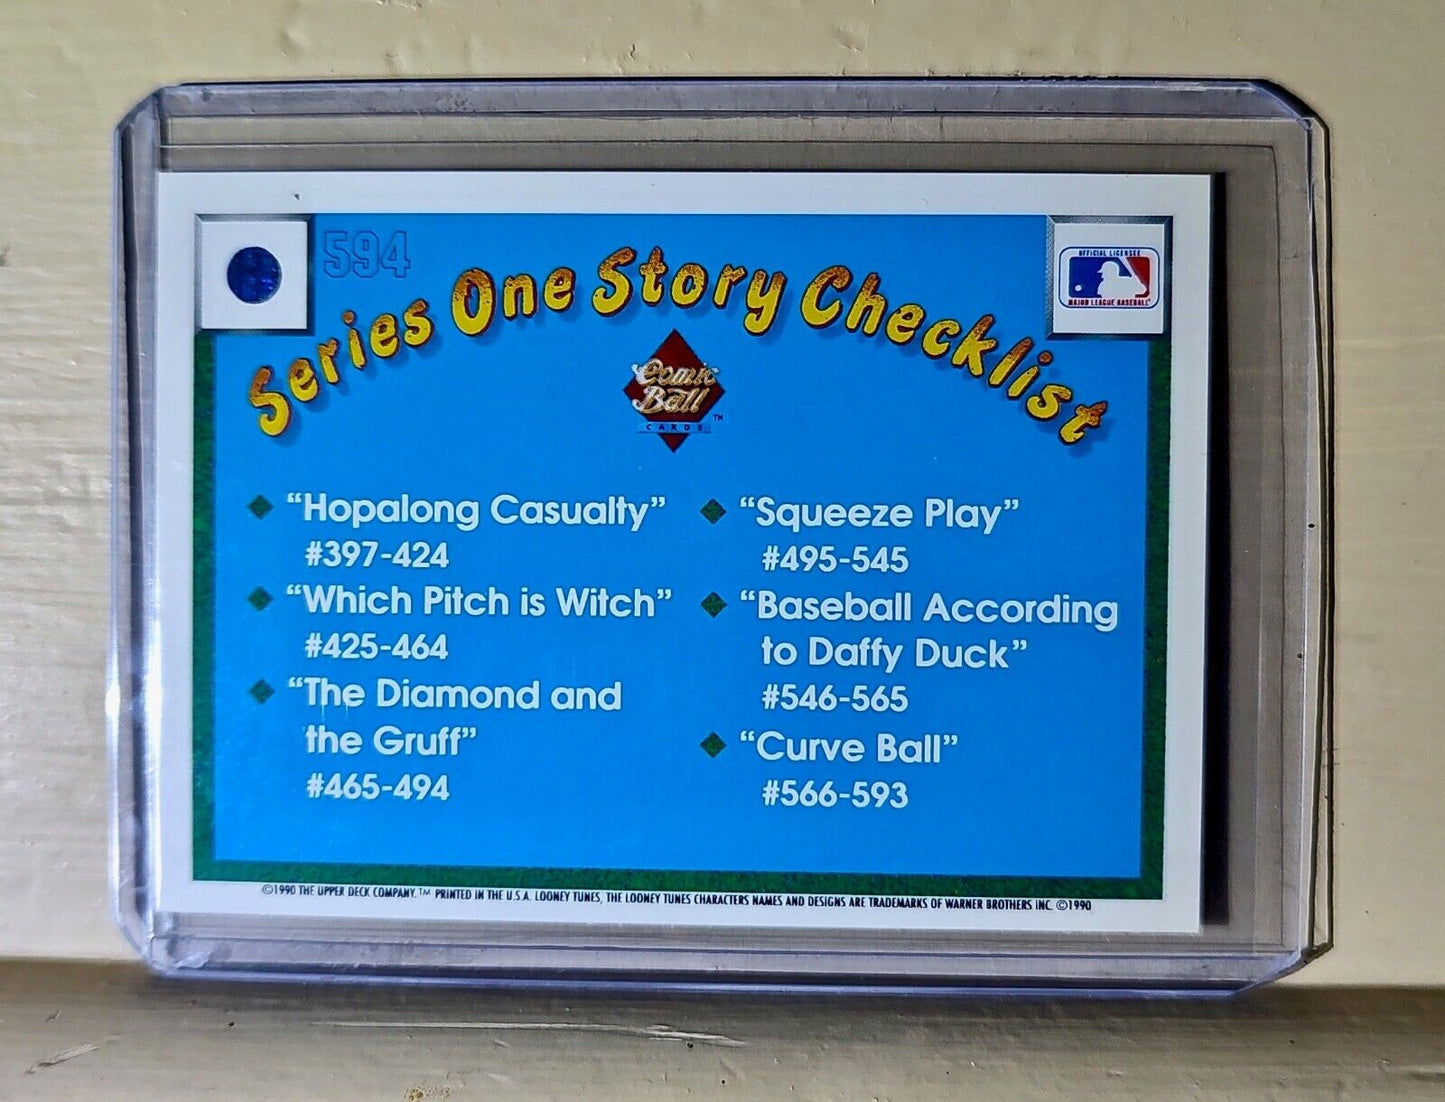 594
OFFICIAL LICENSEE
MAJOR LEAGUE BASEBALL
Series One Story Checklist
Comic
Ball
CARDS
™
“Hopalong Casualty”
#397-424
“Which Pitch is Witch”
#425-464
“The Diamond and
the Gruff”
#465-494
“Squeeze Play”
#495-545
“Baseball According
to Daffy Duck”
#546-565
“Curve Ball”
#566-593
©1990 THE UPPER DECK COMPANY.™ PRINTED IN THE U.S.A. LOONEY TUNES, THE LOONEY TUNES CHARACTERS NAMES AND DESIGNS ARE TRADEMARKS OF WARNER BROTHERS INC. ©1990